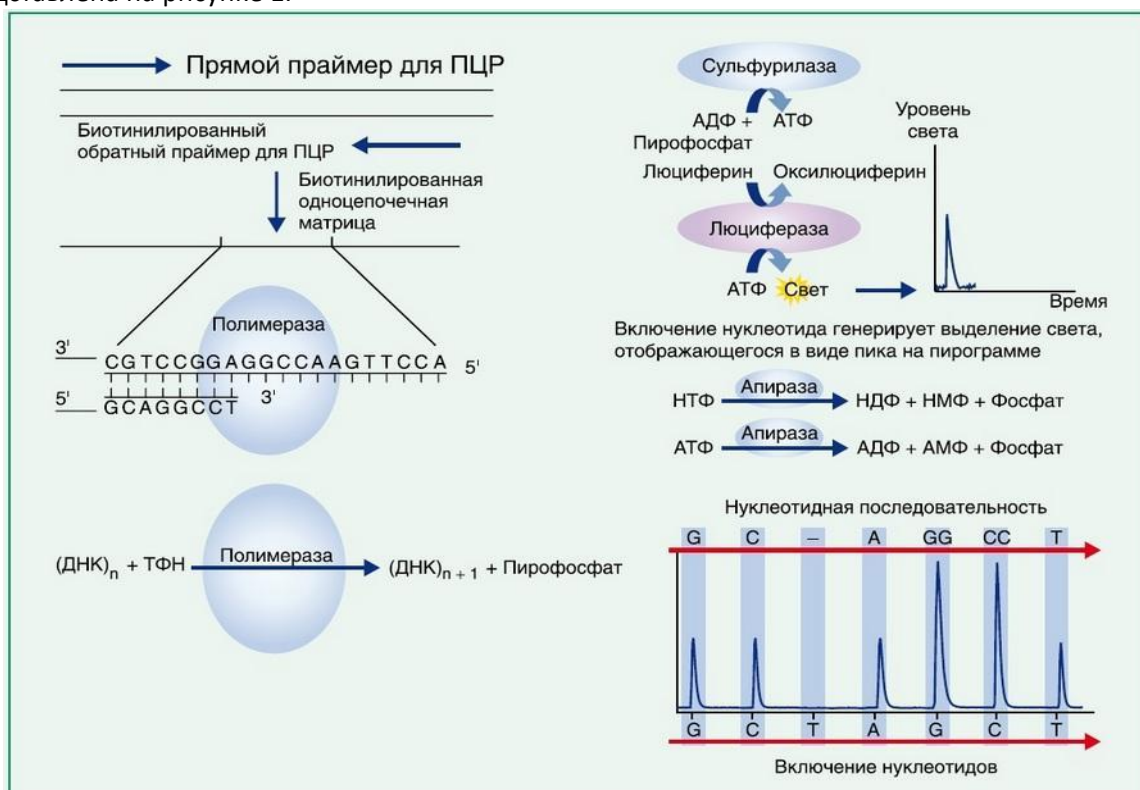 Прямой праймер для ПЦР
Биотинилированный
обратный праймер для ПЦР
Биотинилированная
одноцепочечная
матрица
Полимераза
3'
CGTCCGGAGGCCAAGTTCCA
5'
5'
GCAGGCCT
3'
(ДНК)n + ТФН
Полимераза
(ДНК)n + 1 + Пирофосфат
Сульфурилаза
АДФ +
Пирофосфат
АТФ
Люциферин
Оксилюциферин
Люцифераза
АТФ
Свет
Уровень
света
Время
Включение нуклеотида генерирует выделение света,
отображающегося в виде пика на пирограмме
НТФ
Апираза
НДФ + НМФ + Фосфат
АТФ
Апираза
АДФ + АМФ + Фосфат
Нуклеотидная последовательность
G C – A GG CC T
G C T A G C T
Включение нуклеотидов